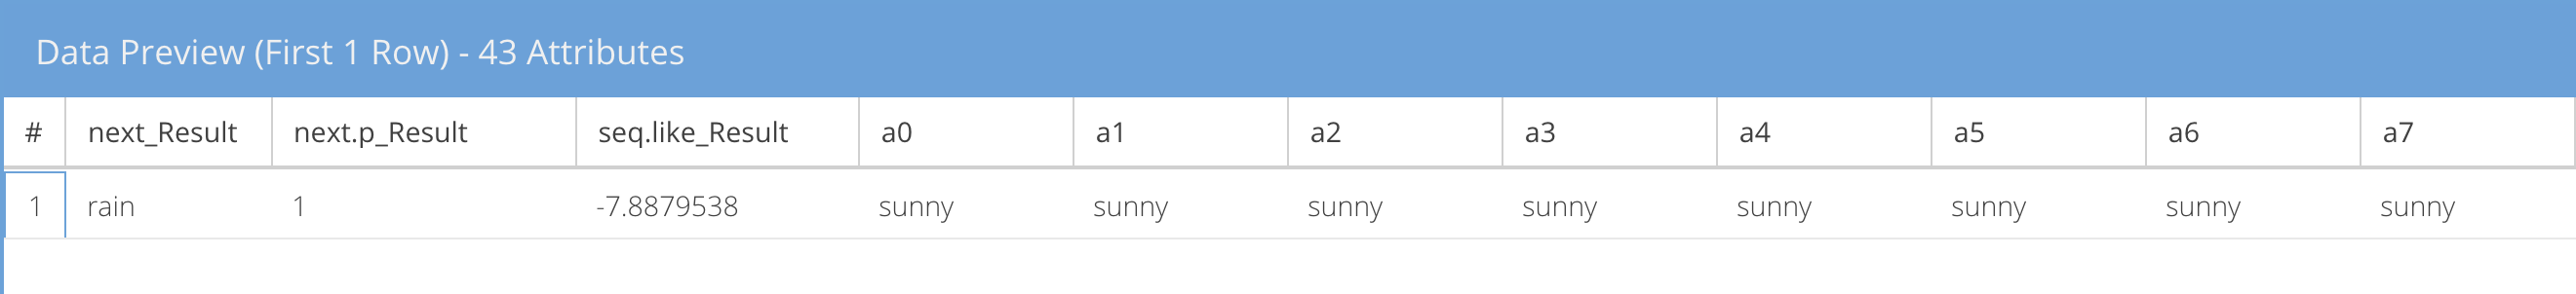 Data Preview (First 1 Row) - 43 Attributes
# next_Result next.p_Result seq.like_Result a0 a1 a2 a3 a4 a5 a6 a7
1 rain 1 -7.8879538 sunny sunny sunny sunny sunny sunny sunny sunny